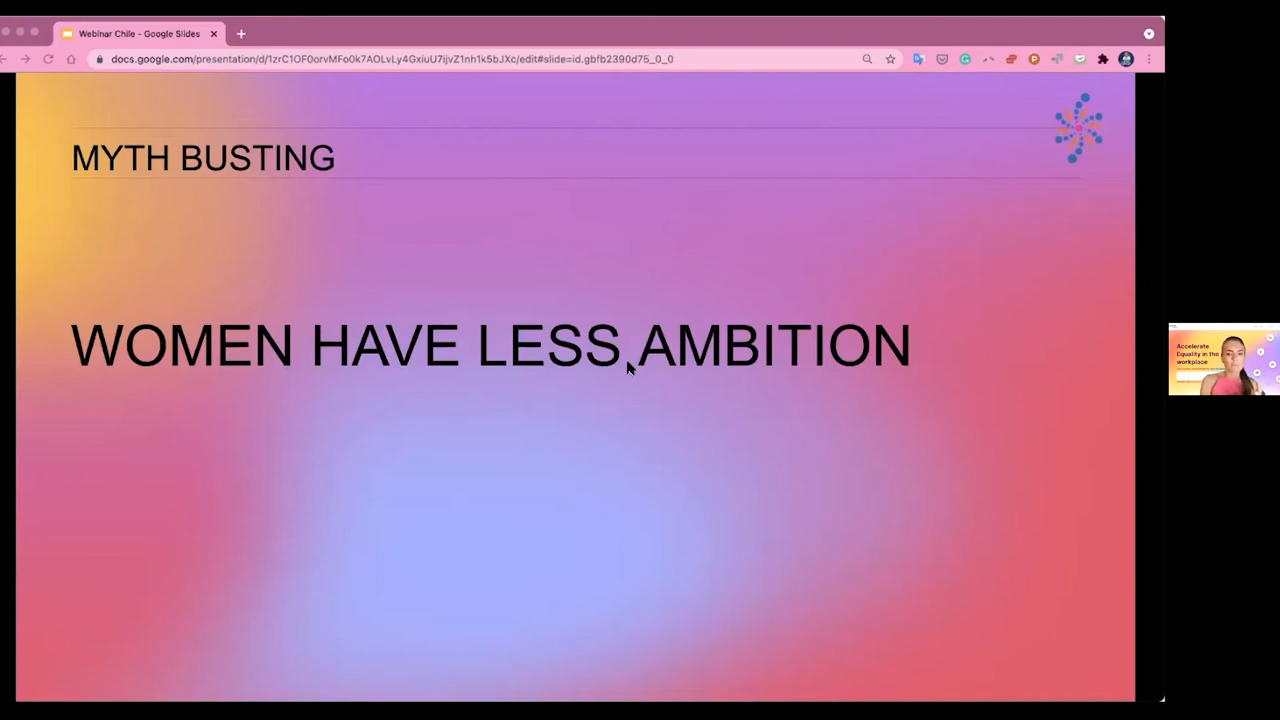 Webinar Chile - Google Slides
docs.google.com/presentation/d/1zrC1OF0orvMFo0k7AOLvLy4GxiuU7ijvZ1nh1k5bJXc/edit#slide=id.gbfb2390d75_0_0
MYTH BUSTING
WOMEN HAVE LESS AMBITION
Accelerate
Equality in the
workplace